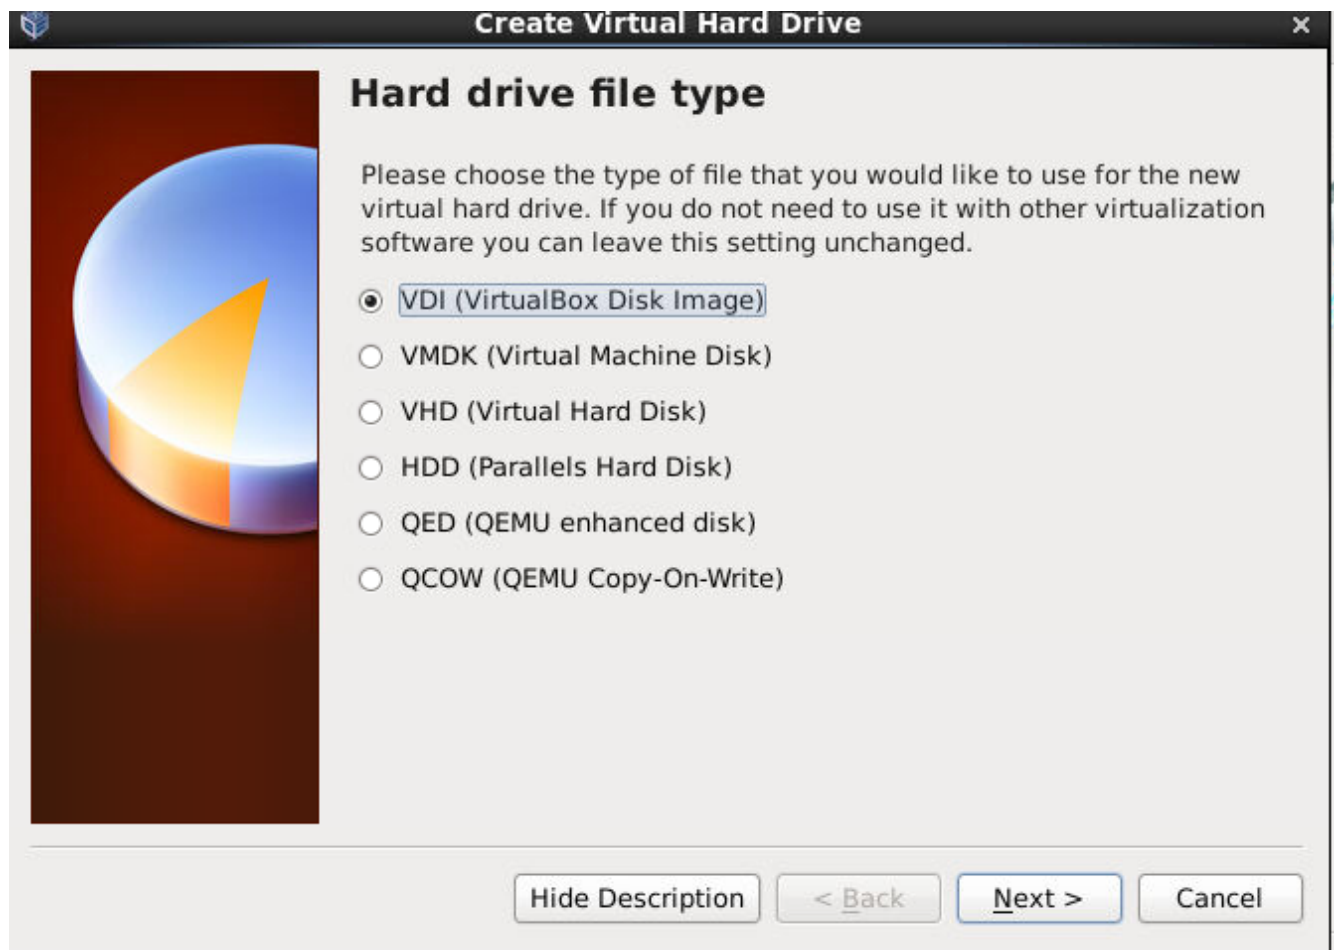 Create Virtual Hard Drive
Hard drive file type
Please choose the type of file that you would like to use for the new
virtual hard drive. If you do not need to use it with other virtualization
software you can leave this setting unchanged.
VDI (VirtualBox Disk Image)
VMDK (Virtual Machine Disk)
VHD (Virtual Hard Disk)
HDD (Parallels Hard Disk)
QED (QEMU enhanced disk)
QCOW (QEMU Copy-On-Write)
Hide Description < Back Next > Cancel